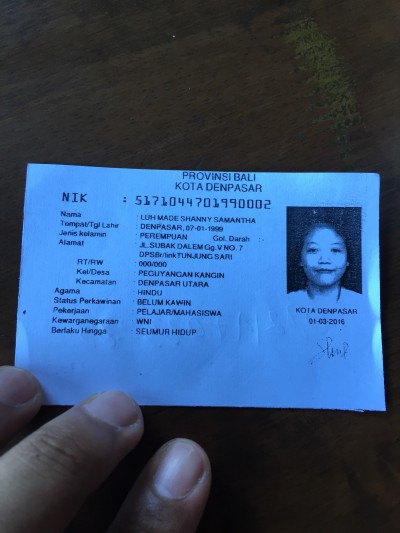 PROVINSI BALI
KOTA DENPASAR
NIK : 5171044701990002
Nama : LUH MADE SHANNY SAMANTHA
Tempat/Tgl Lahir : DENPASAR, 07-01-1999
Jenis kelamin : PEREMPUAN Gol. Darah
Alamat : JL.SUBAK DALEM Gg.V NO. 7
DPSBr/linkTUNJUNG SARI
RT/RW : 000/000
Kel/Desa : PEGUYANGAN KANGIN
Kecamatan : DENPASAR UTARA
Agama : HINDU
Status Perkawinan : BELUM KAWIN
Pekerjaan : PELAJAR/MAHASISWA
Kewarganegaraan : WNI
Berlaku Hingga : SEUMUR HIDUP
KOTA DENPASAR
01-03-2016